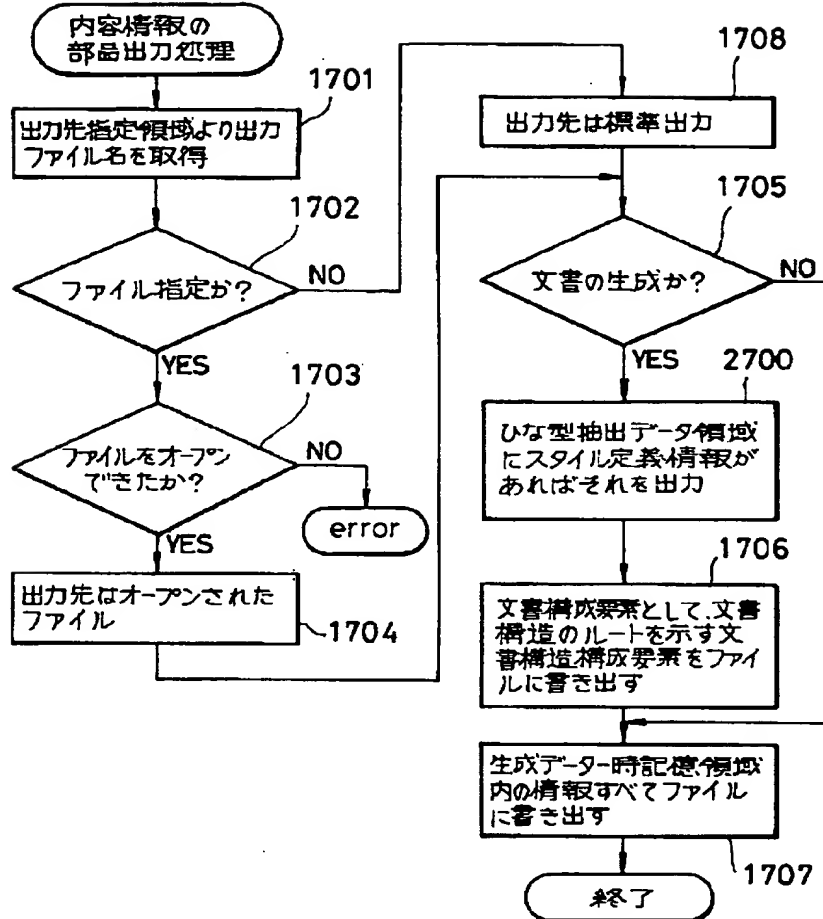 内容情報の
部品出力処理
1701
出力先指定領域より出力
ファイル名を取得
1702
ファイル指定か?
NO
YES
1703
ファイルをオープン
できたか?
NO
error
YES
出力先はオープンされた
ファイル
1704
1708
出力先は標準出力
1705
文書の生成か?
NO
YES
2700
ひな型抽出データ領域
にスタイル定義情報が
あればそれを出力
1706
文書構成要素として、文書
構造のルートを示す文
書構造構成要素をファイ
ルに書き出す
生成データ一時記憶領域
内の情報すべてファイル
に書き出す
1707
終了